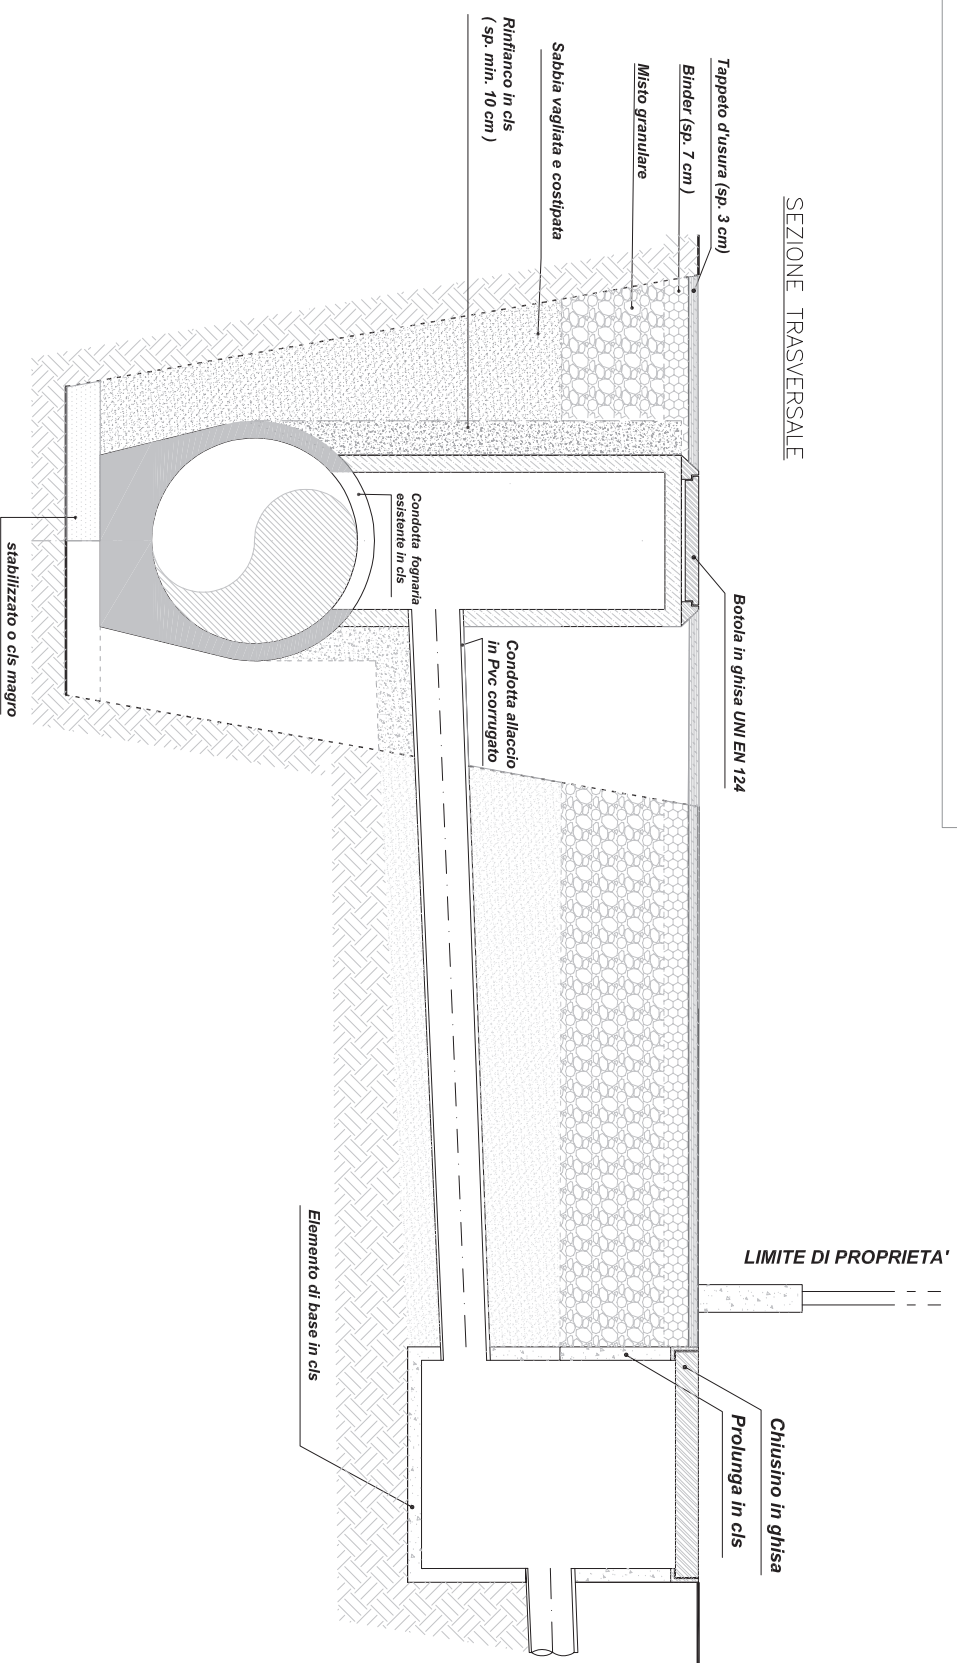 SEZIONE TRASVERSALE
Tappeto d'usura (sp. 3 cm)
Binder (sp. 7 cm )
Misto granulare
Sabbia vagliata e costipata
Rinfianco in cls
( sp. min. 10 cm )
Botola in ghisa UNI EN 124
Condotta allaccio
in Pvc corrugato
Condotta fognaria
esistente in cls
stabilizzato o cls magro
LIMITE DI PROPRIETA'
Chiusino in ghisa
Prolunga in cls
Elemento di base in cls